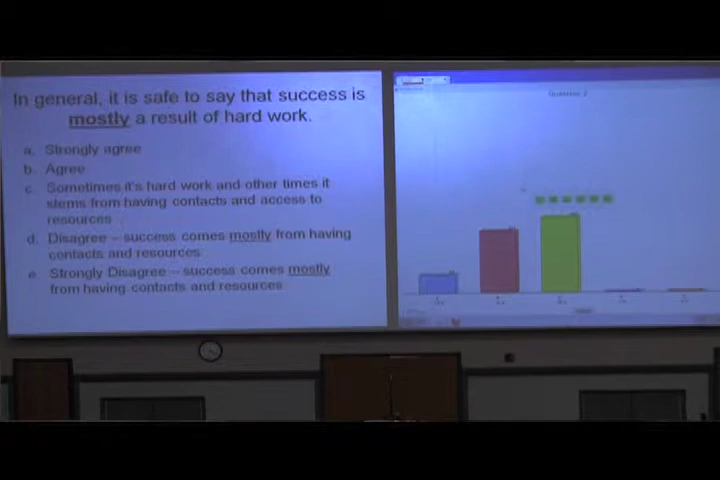 In general, it is safe to say that success is
mostly a result of hard work.
a. Strongly agree
b. Agree
c. Sometimes it's hard work and other times it
stems from having contacts and access to
resources
d. Disagree – success comes mostly from having
contacts and resources
e. Strongly Disagree – success comes mostly
from having contacts and resources
Question 2